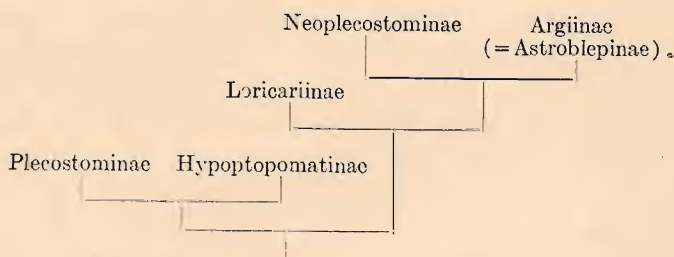 Neoplecostominae Argiinae
(= Astroblepinae).
Loricariinae
Plecostominae Hypoptopomatinae